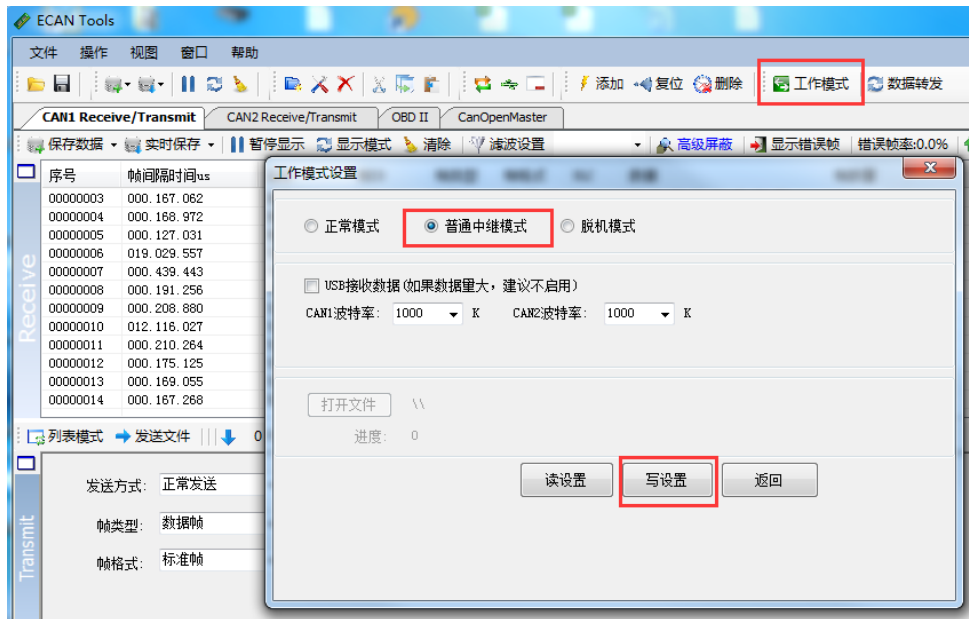 ECAN Tools
文件 操作 视图 窗口 帮助
添加 复位 删除 工作模式 数据转发
CAN1 Receive/Transmit CAN2 Receive/Transmit OBD II CanOpenMaster
保存数据 实时保存 暂停显示 显示模式 清除 滤波设置 高级屏蔽 显示错误帧 错误帧率:0.0%
序号 帧间隔时间us
00000003 000.167.062
00000004 000.168.972
00000005 000.127.031
00000006 019.029.557
00000007 000.439.443
00000008 000.191.256
00000009 000.208.880
00000010 012.116.027
00000011 000.210.264
00000012 000.175.125
00000013 000.169.055
00000014 000.167.268
Receive
列表模式 发送文件 0
发送方式: 正常发送
帧类型: 数据帧
帧格式: 标准帧
Transmit
工作模式设置
正常模式 普通中继模式 脱机模式
USB接收数据(如果数据量大，建议不启用)
CAN1波特率: 1000 K CAN2波特率: 1000 K
打开文件 \\
进度: 0
读设置 写设置 返回